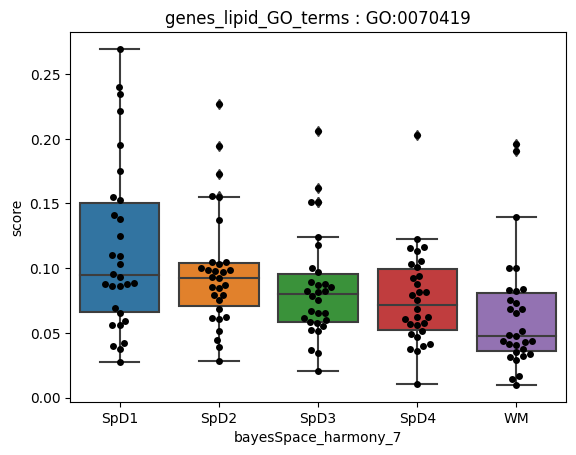 genes_lipid_GO_terms : GO:0070419
score
0.25
0.20
0.15
0.10
0.05
0.00
SpD1 SpD2 SpD3 SpD4 WM
bayesSpace_harmony_7